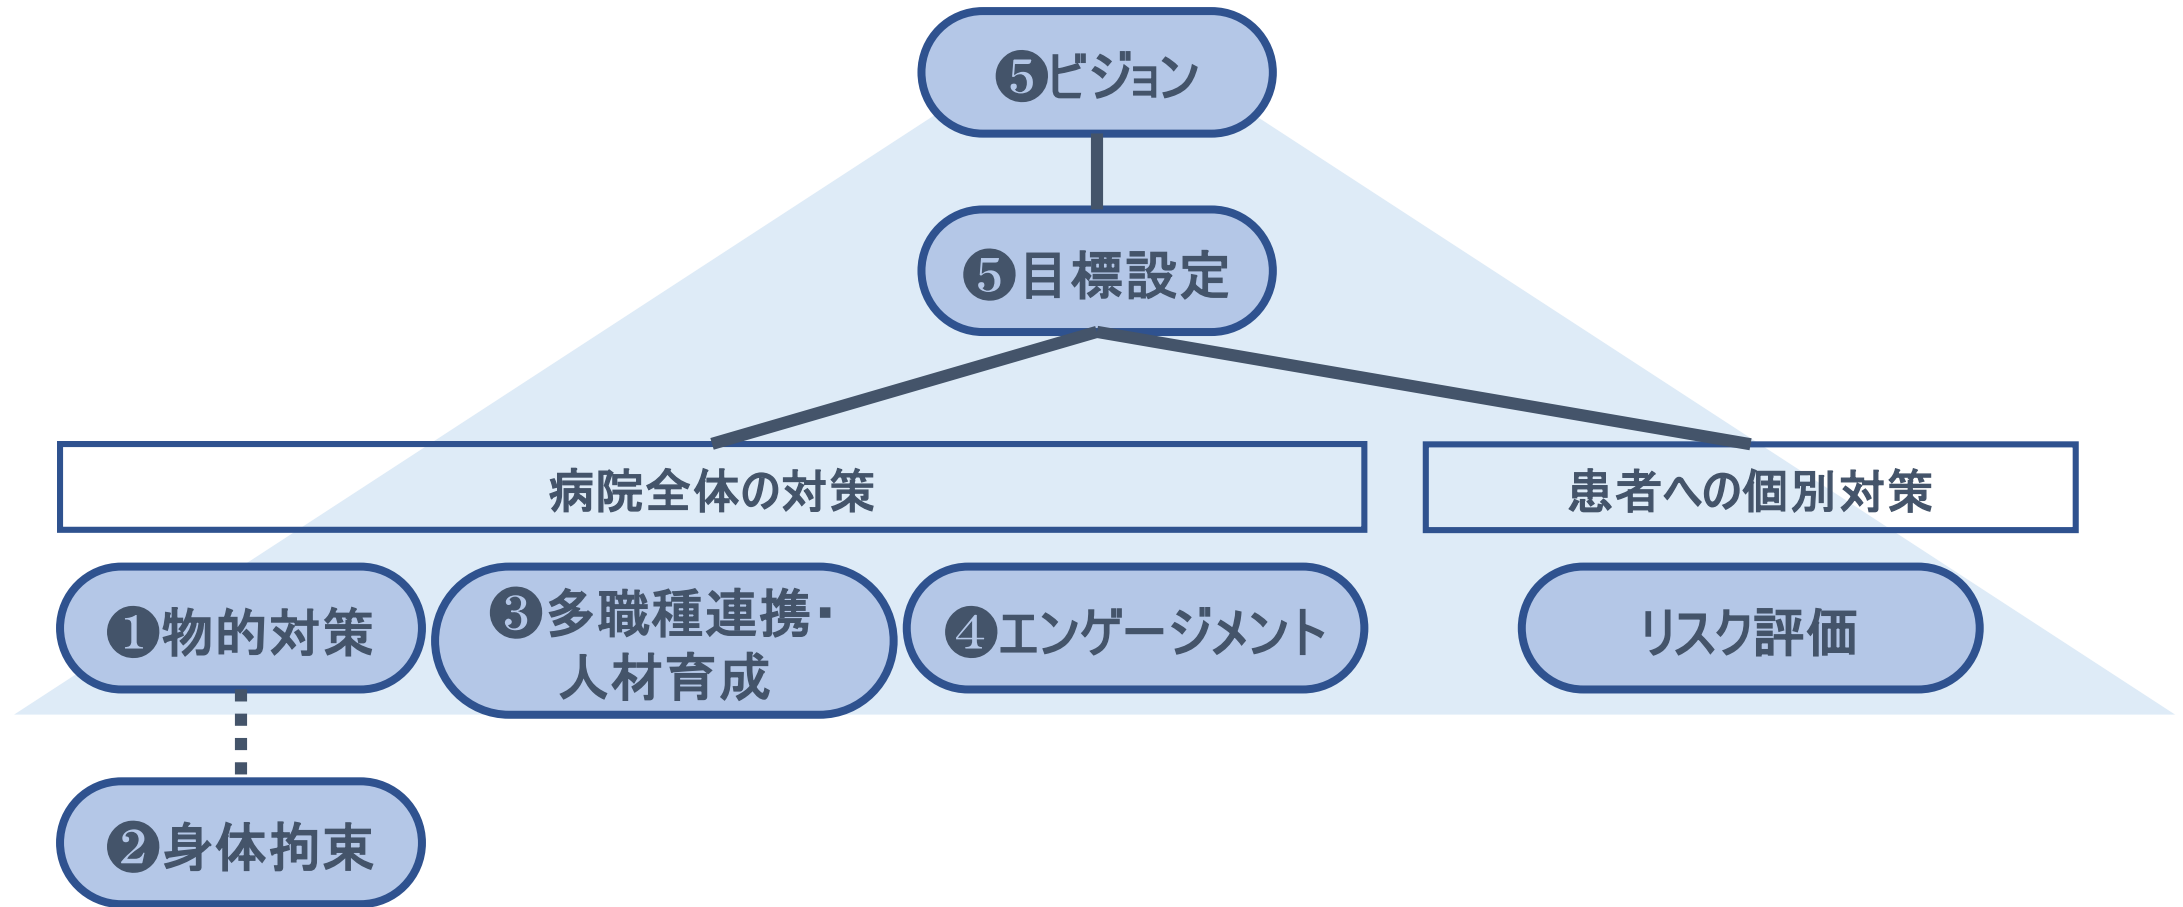 ❺ビジョン
❺目標設定
病院全体の対策
患者への個別対策
❶物的対策
❸多職種連携・
人材育成
❹エンゲージメント
リスク評価
❷身体拘束